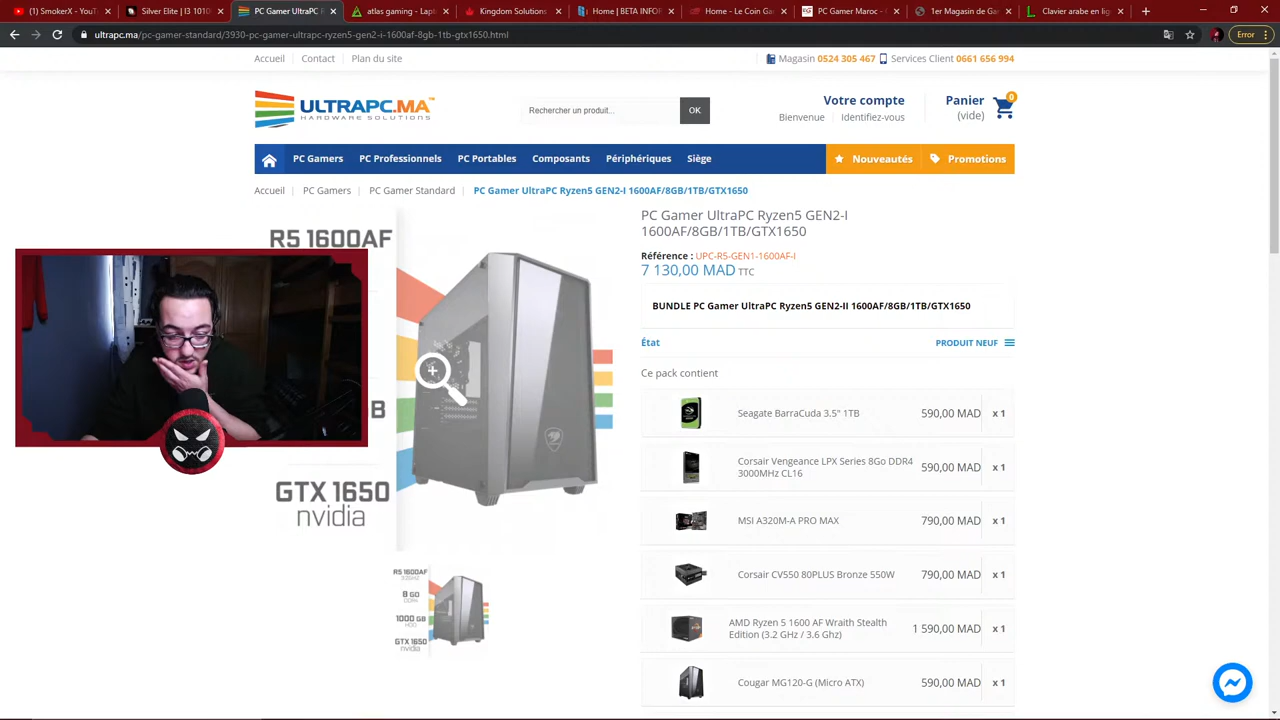 (1) SmokerX - YouT
Silver Elite | I3 1010
PC Gamer UltraPC R
atlas gaming - Lapt
Kingdom Solutions
Home | BETA INFOR
Home - Le Coin Ga
PC Gamer Maroc - P
1er Magasin de Ga
Clavier arabe en lig
ultrapc.ma/pc-gamer-standard/3930-pc-gamer-ultrapc-ryzen5-gen2-i-1600af-8gb-1tb-gtx1650.html
Error
Accueil
Contact
Plan du site
Magasin 0524 305 467
Services Client 0661 656 994
ULTRAPC.MA
HARDWARE SOLUTIONS
Rechercher un produit...
OK
Votre compte
Bienvenue
Identifiez-vous
Panier
(vide)
0
PC Gamers
PC Professionnels
PC Portables
Composants
Périphériques
Siège
Nouveautés
Promotions
Accueil
PC Gamers
PC Gamer Standard
PC Gamer UltraPC Ryzen5 GEN2-I 1600AF/8GB/1TB/GTX1650
R5 1600AF
B
GTX 1650
nvidia
R5 1600AF
8 GO
DDR4
1000 GB
HDD
GTX 1650
nvidia
PC Gamer UltraPC Ryzen5 GEN2-I
1600AF/8GB/1TB/GTX1650
Référence : UPC-R5-GEN1-1600AF-I
7 130,00 MAD TTC
BUNDLE PC Gamer UltraPC Ryzen5 GEN2-II 1600AF/8GB/1TB/GTX1650
État
PRODUIT NEUF
Ce pack contient
Seagate BarraCuda 3.5" 1TB
590,00 MAD
x 1
Corsair Vengeance LPX Series 8Go DDR4
3000MHz CL16
590,00 MAD
x 1
MSI A320M-A PRO MAX
790,00 MAD
x 1
Corsair CV550 80PLUS Bronze 550W
790,00 MAD
x 1
AMD Ryzen 5 1600 AF Wraith Stealth
Edition (3.2 GHz / 3.6 Ghz)
1 590,00 MAD
x 1
Cougar MG120-G (Micro ATX)
590,00 MAD
x 1